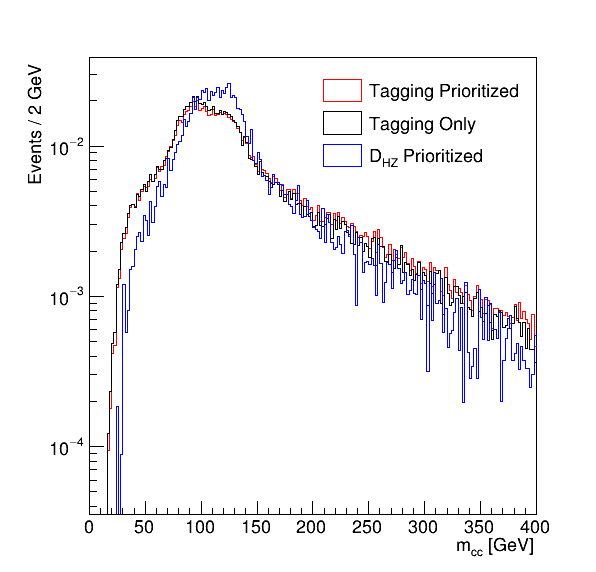 Events / 2 GeV
Tagging Prioritized
Tagging Only
D_HZ Prioritized
10⁻²
10⁻³
10⁻⁴
0 50 100 150 200 250 300 350 400
m_cc [GeV]